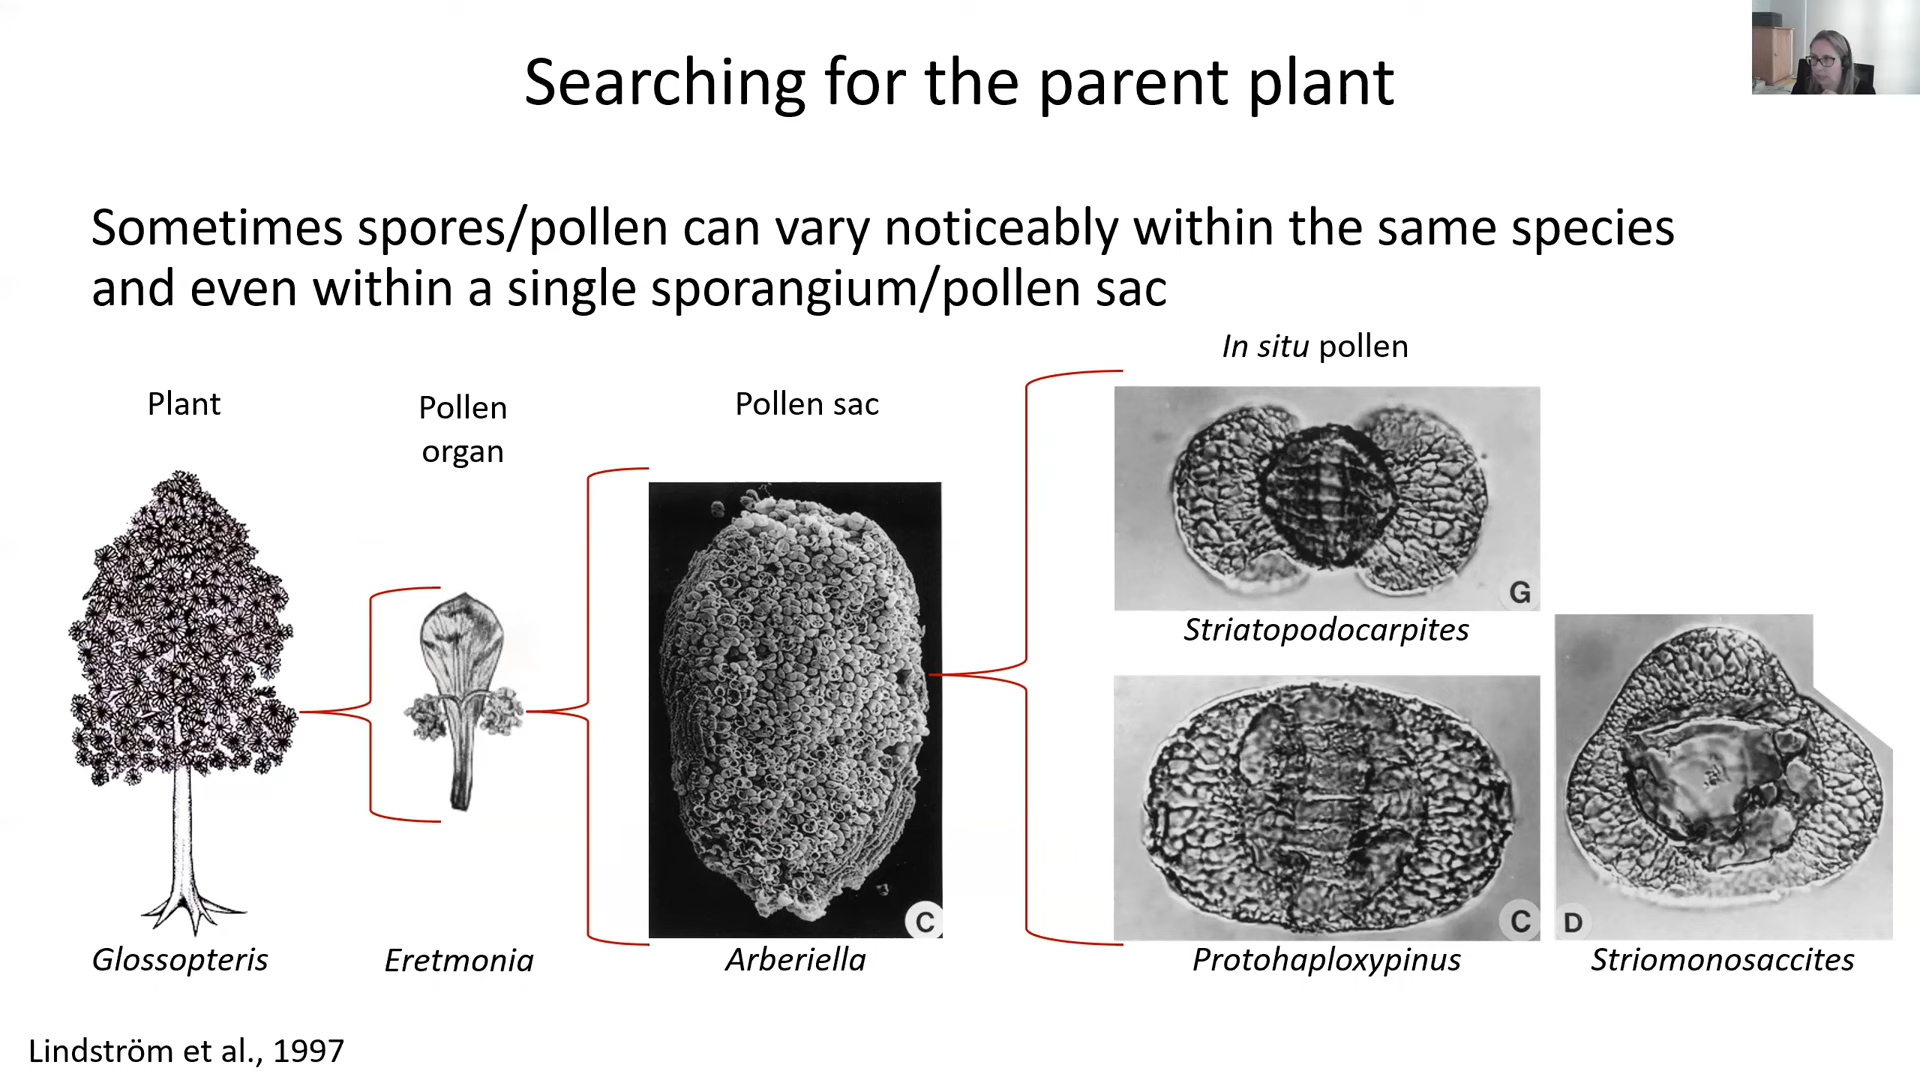 Searching for the parent plant
Sometimes spores/pollen can vary noticeably within the same species
and even within a single sporangium/pollen sac
In situ pollen
Plant
Pollen
organ
Pollen sac
G
Striatopodocarpites
C
C
D
Glossopteris
Eretmonia
Arberiella
Protohaploxypinus
Striomonosaccites
Lindström et al., 1997